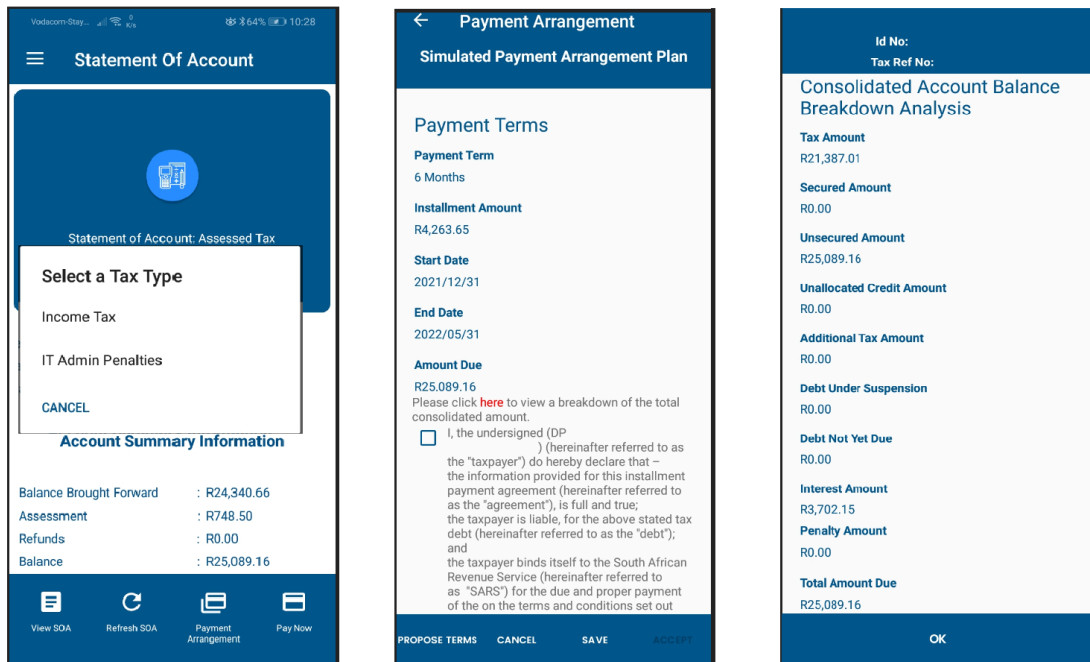 Vodacom-Stay... 0 K/s 64% 10:28
Statement Of Account
Statement of Account: Assessed Tax
Select a Tax Type
Income Tax
IT Admin Penalties
CANCEL
Account Summary Information
Balance Brought Forward : R24,340.66
Assessment : R748.50
Refunds : R0.00
Balance : R25,089.16
View SOA
Refresh SOA
Payment
Arrangement
Pay Now
Payment Arrangement
Simulated Payment Arrangement Plan
Payment Terms
Payment Term
6 Months
Installment Amount
R4,263.65
Start Date
2021/12/31
End Date
2022/05/31
Amount Due
R25.089.16
Please click here to view a breakdown of the total
consolidated amount.
I, the undersigned (DP
) (hereinafter referred to as
the "taxpayer") do hereby declare that –
the information provided for this installment
payment agreement (hereinafter referred to
as the "agreement"), is full and true;
the taxpayer is liable, for the above stated tax
debt (hereinafter referred to as the "debt");
and
the taxpayer binds itself to the South African
Revenue Service (hereinafter referred to
as "SARS") for the due and proper payment
of the on the terms and conditions set out
PROPOSE TERMS CANCEL SAVE ACCEPT
Id No:
Tax Ref No:
Consolidated Account Balance
Breakdown Analysis
Tax Amount
R21,387.01
Secured Amount
R0.00
Unsecured Amount
R25,089.16
Unallocated Credit Amount
R0.00
Additional Tax Amount
R0.00
Debt Under Suspension
R0.00
Debt Not Yet Due
R0.00
Interest Amount
R3,702.15
Penalty Amount
R0.00
Total Amount Due
R25,089.16
OK